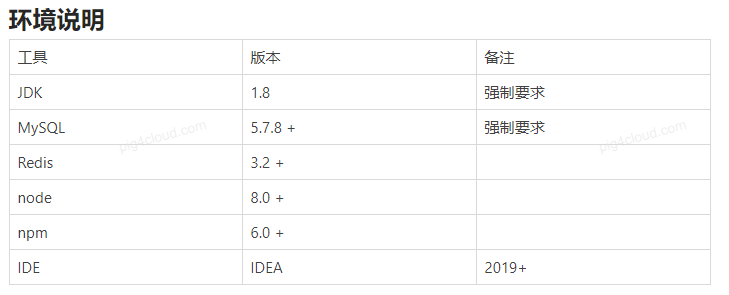 环境说明
工具 版本 备注
JDK 1.8 强制要求
MySQL 5.7.8 + 强制要求
pig4cloud.com pig4cloud.com
Redis 3.2 +
node 8.0 +
npm 6.0 +
IDE IDEA 2019+